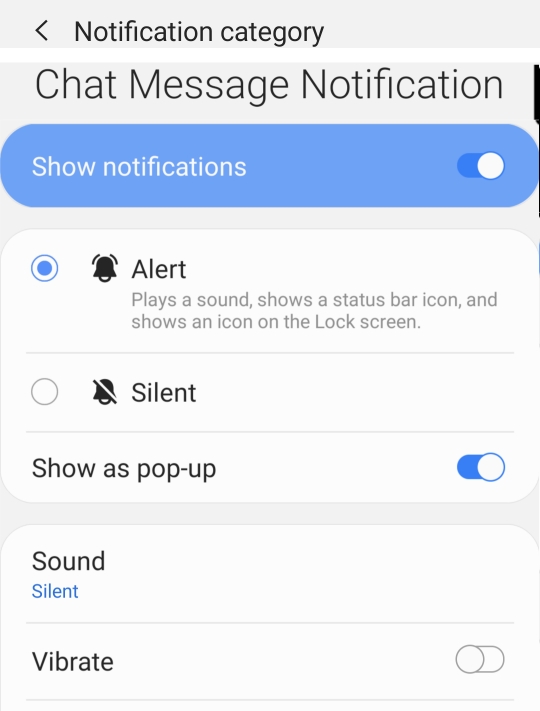 Notification category
Chat Message Notification
Show notifications
Alert
Plays a sound, shows a status bar icon, and
shows an icon on the Lock screen.
Silent
Show as pop-up
Sound
Silent
Vibrate